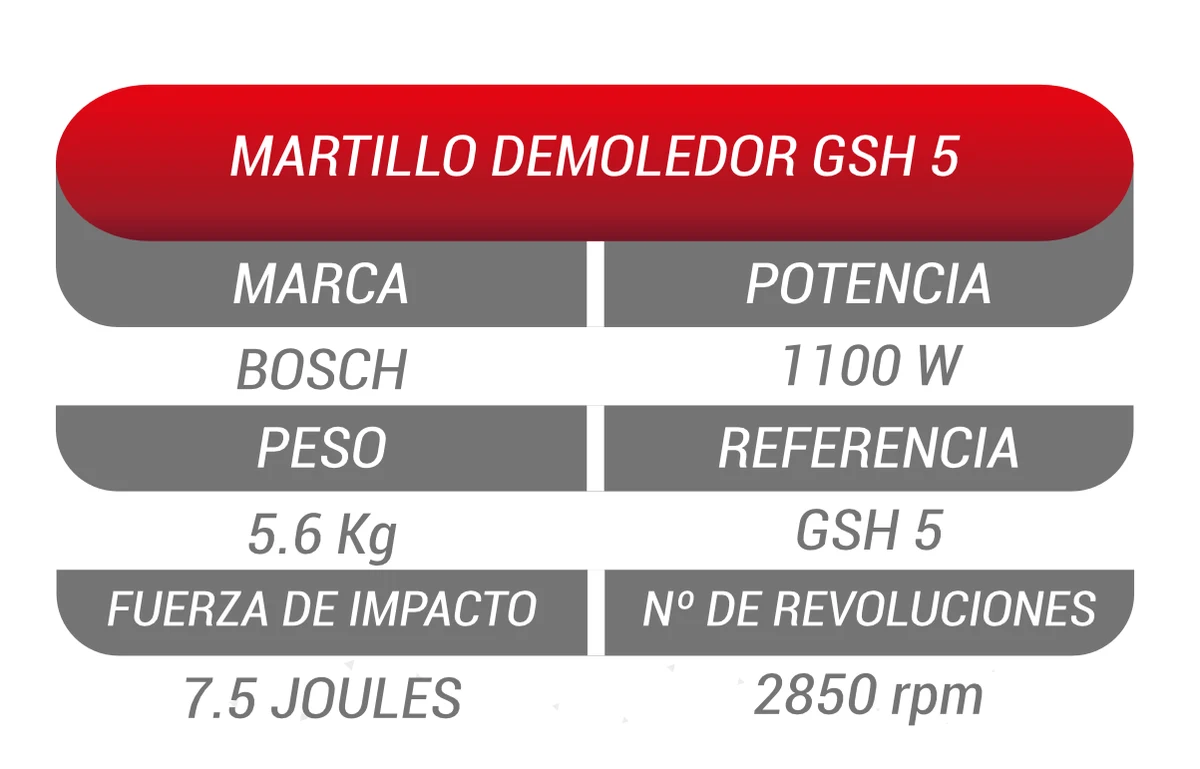 MARTILLO DEMOLEDOR GSH 5
MARCA
POTENCIA
BOSCH
1100 W
PESO
REFERENCIA
5.6 Kg
GSH 5
FUERZA DE IMPACTO
Nº DE REVOLUCIONES
7.5 JOULES
2850 rpm